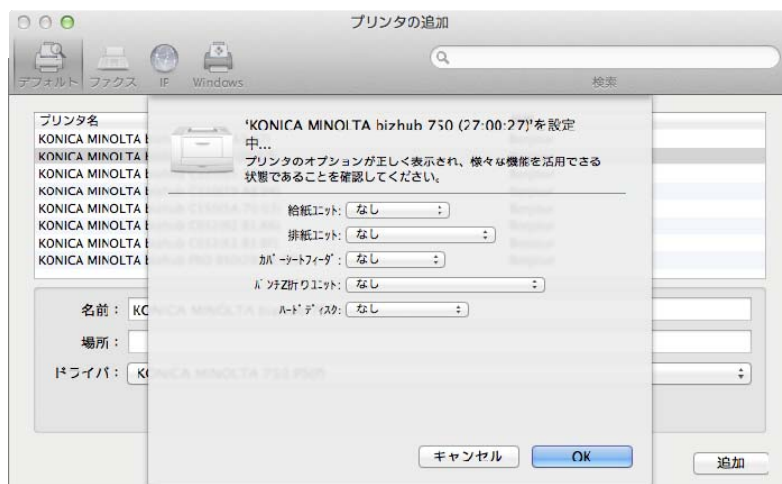 プリンタの追加
デフォルト ファクス IP Windows
検索
プリンタ名
KONICA MINOLTA
KONICA MINOLTA
KONICA MINOLTA
KONICA MINOLTA
KONICA MINOLTA
KONICA MINOLTA
KONICA MINOLTA
KONICA MINOLTA
'KONICA MINOLTA bizhub 750 (27:00:27)'を設定
中...
プリンタのオプションが正しく表示され、様々な機能を活用できる
状態であることを確認してください。
給紙ユニット: なし
排紙ユニット: なし
カバーシートフィーダ: なし
パンチZ折りユニット: なし
ハードディスク: なし
名前：
場所：
ドライバ：
キャンセル OK
追加